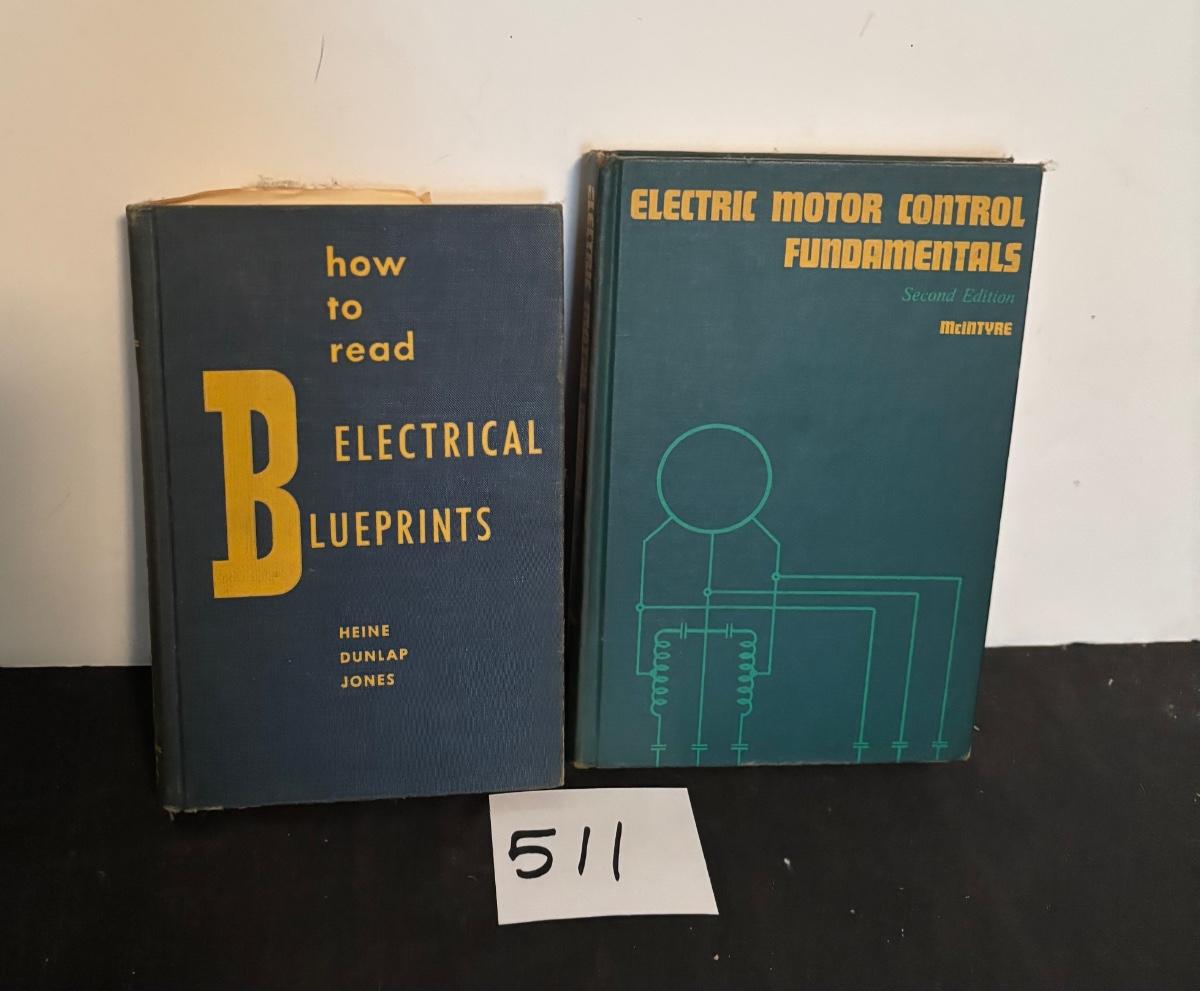 how
to
read
ELECTRICAL
BLUEPRINTS
HEINE
DUNLAP
JONES
ELECTRIC MOTOR CONTROL
FUNDAMENTALS
Second Edition
McINTYRE
511